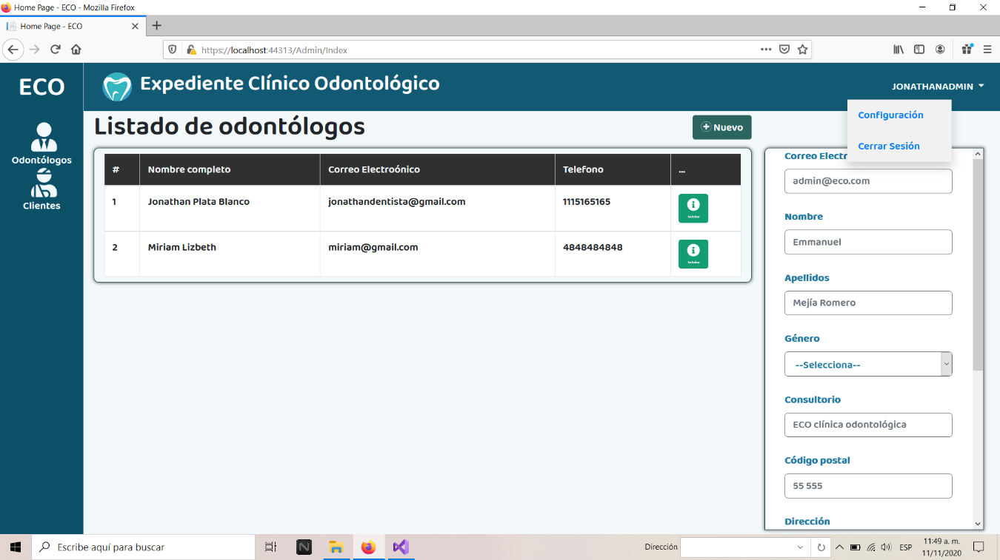 Home Page - ECO - Mozilla Firefox
Home Page - ECO
https://localhost:44313/Admin/Index
ECO
Expediente Clínico Odontológico
JONATHANADMIN
Configuración
Cerrar Sesión
Odontólogos
Clientes
Listado de odontólogos
Nuevo
# Nombre completo Correo Electroónico Telefono ...
1 Jonathan Plata Blanco jonathandentista@gmail.com 1115165165
Solicitar
2 Miriam Lizbeth miriam@gmail.com 4848484848
Solicitar
Correo Electr
admin@eco.com
Nombre
Emmanuel
Apellidos
Mejía Romero
Género
--Selecciona--
Consultorio
ECO clínica odontológica
Código postal
55 555
Dirección
Escribe aquí para buscar
N
Dirección
ESP
11:49 a. m.
11/11/2020